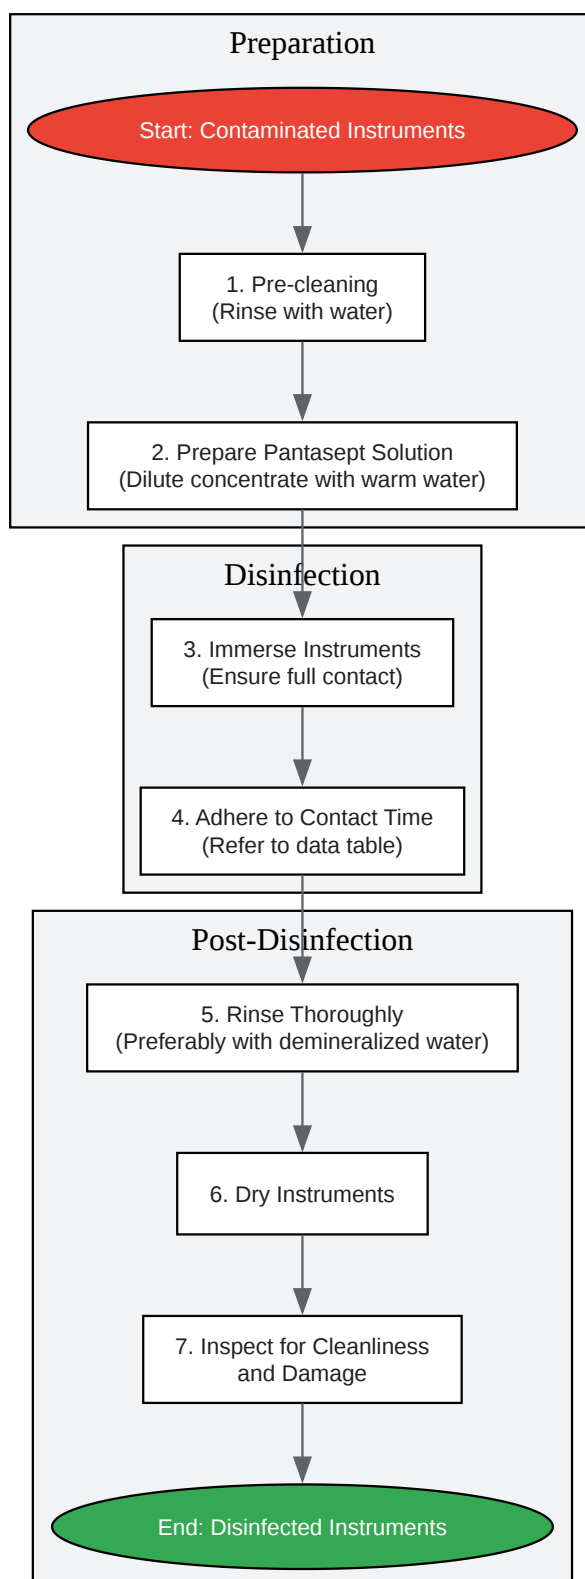 Preparation
Start: Contaminated Instruments
1. Pre-cleaning
(Rinse with water)
2. Prepare Pantasept Solution
(Dilute concentrate with warm water)
Disinfection
3. Immerse Instruments
(Ensure full contact)
4. Adhere to Contact Time
(Refer to data table)
Post-Disinfection
5. Rinse Thoroughly
(Preferably with demineralized water)
6. Dry Instruments
7. Inspect for Cleanliness
and Damage
End: Disinfected Instruments